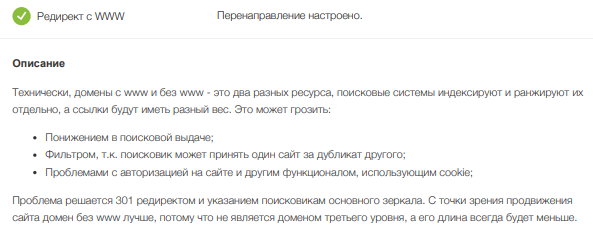 Редирект с WWW
Перенаправление настроено.
Описание
Технически, домены с www и без www - это два разных ресурса, поисковые системы индексируют и ранжируют их
отдельно, а ссылки будут иметь разный вес. Это может грозить:
• Понижением в поисковой выдаче;
• Фильтром, т.к. поисковик может принять один сайт за дубликат другого;
• Проблемами с авторизацией на сайте и другим функционалом, использующим cookie;
Проблема решается 301 редиректом и указанием поисковикам основного зеркала. С точки зрения продвижения
сайта домен без www лучше, потому что не является доменом третьего уровня, а его длина всегда будет меньше.